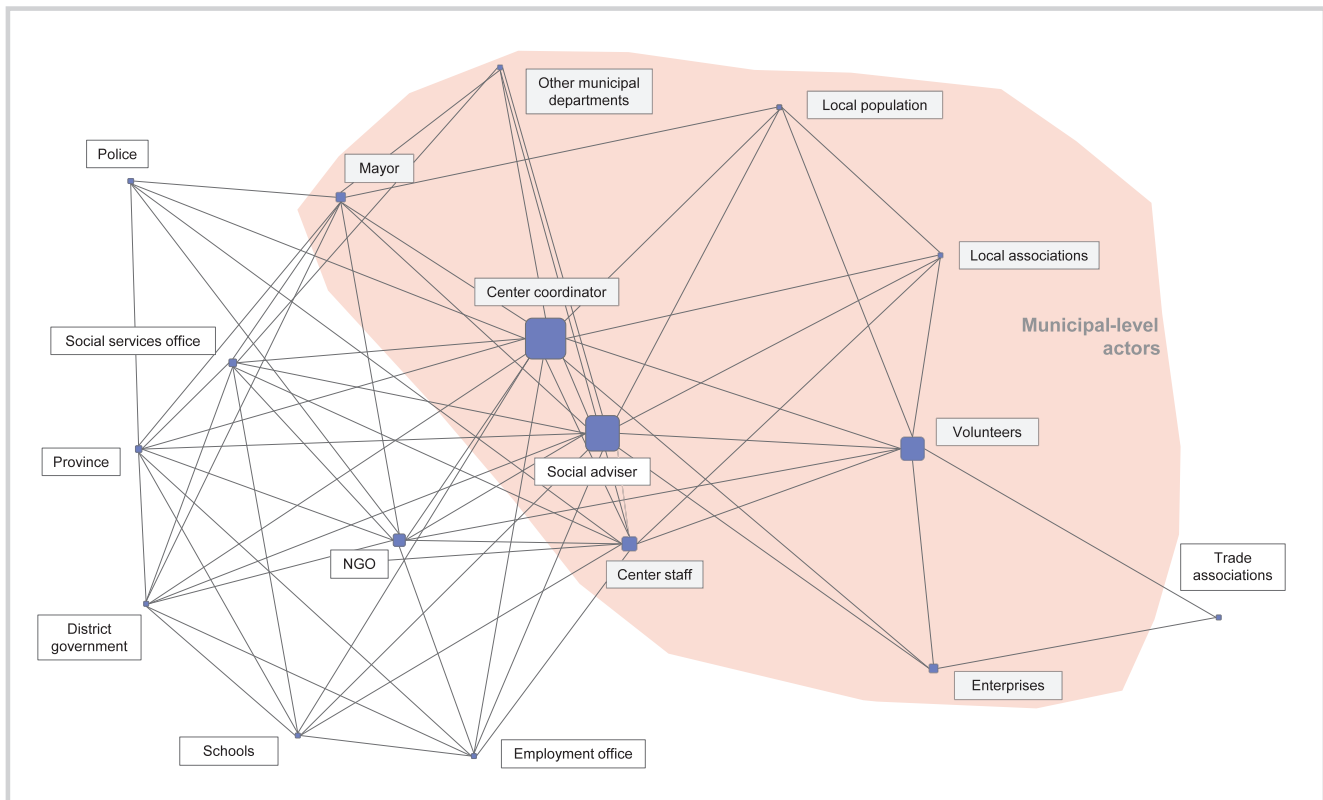 Other municipal
departments
Local population
Police
Mayor
Local associations
Center coordinator
Municipal-level
actors
Social services office
Volunteers
Province
Social adviser
NGO
Center staff
Trade
associations
District
government
Enterprises
Schools
Employment office